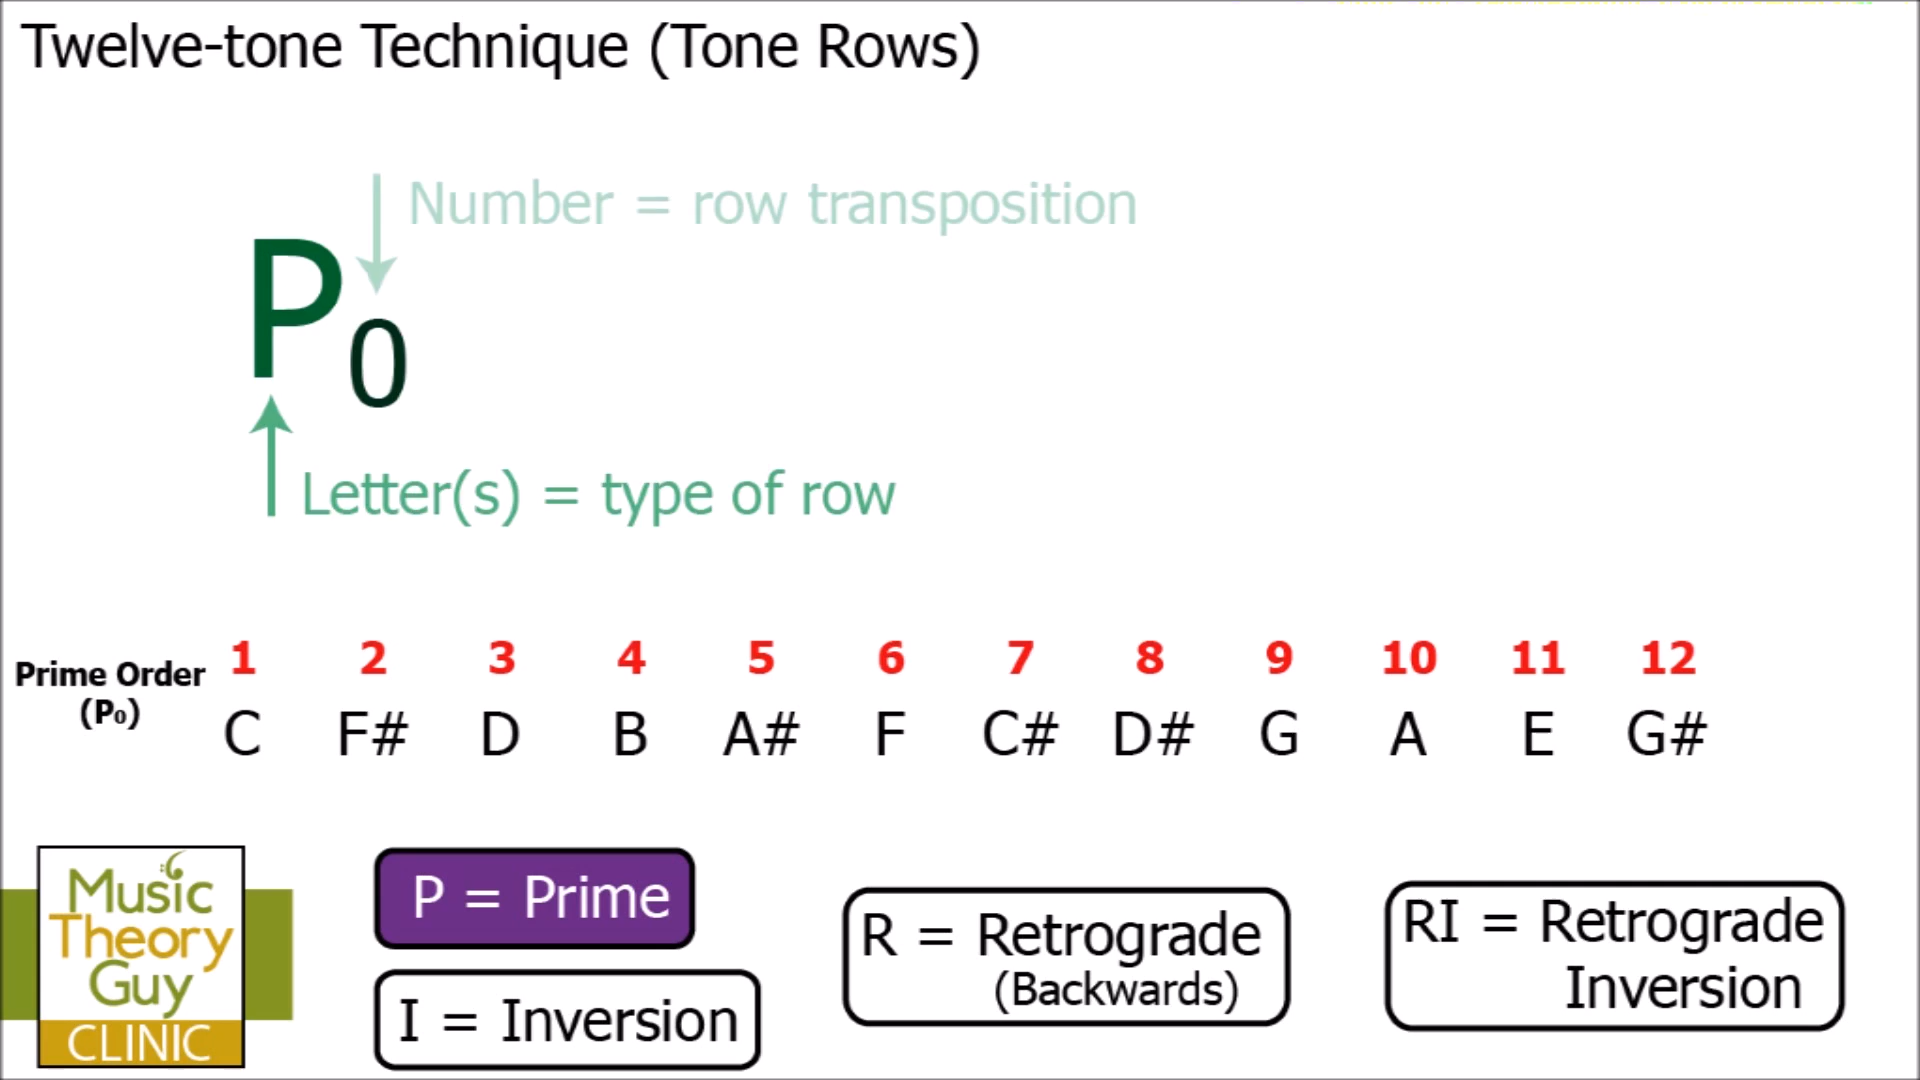 Twelve-tone Technique (Tone Rows)
Number = row transposition
P₀
Letter(s) = type of row
Prime Order (P₀)
1 2 3 4 5 6 7 8 9 10 11 12
C F# D B A# F C# D# G A E G#
Music
Theory
Guy
CLINIC
P = Prime
I = Inversion
R = Retrograde
(Backwards)
RI = Retrograde
Inversion